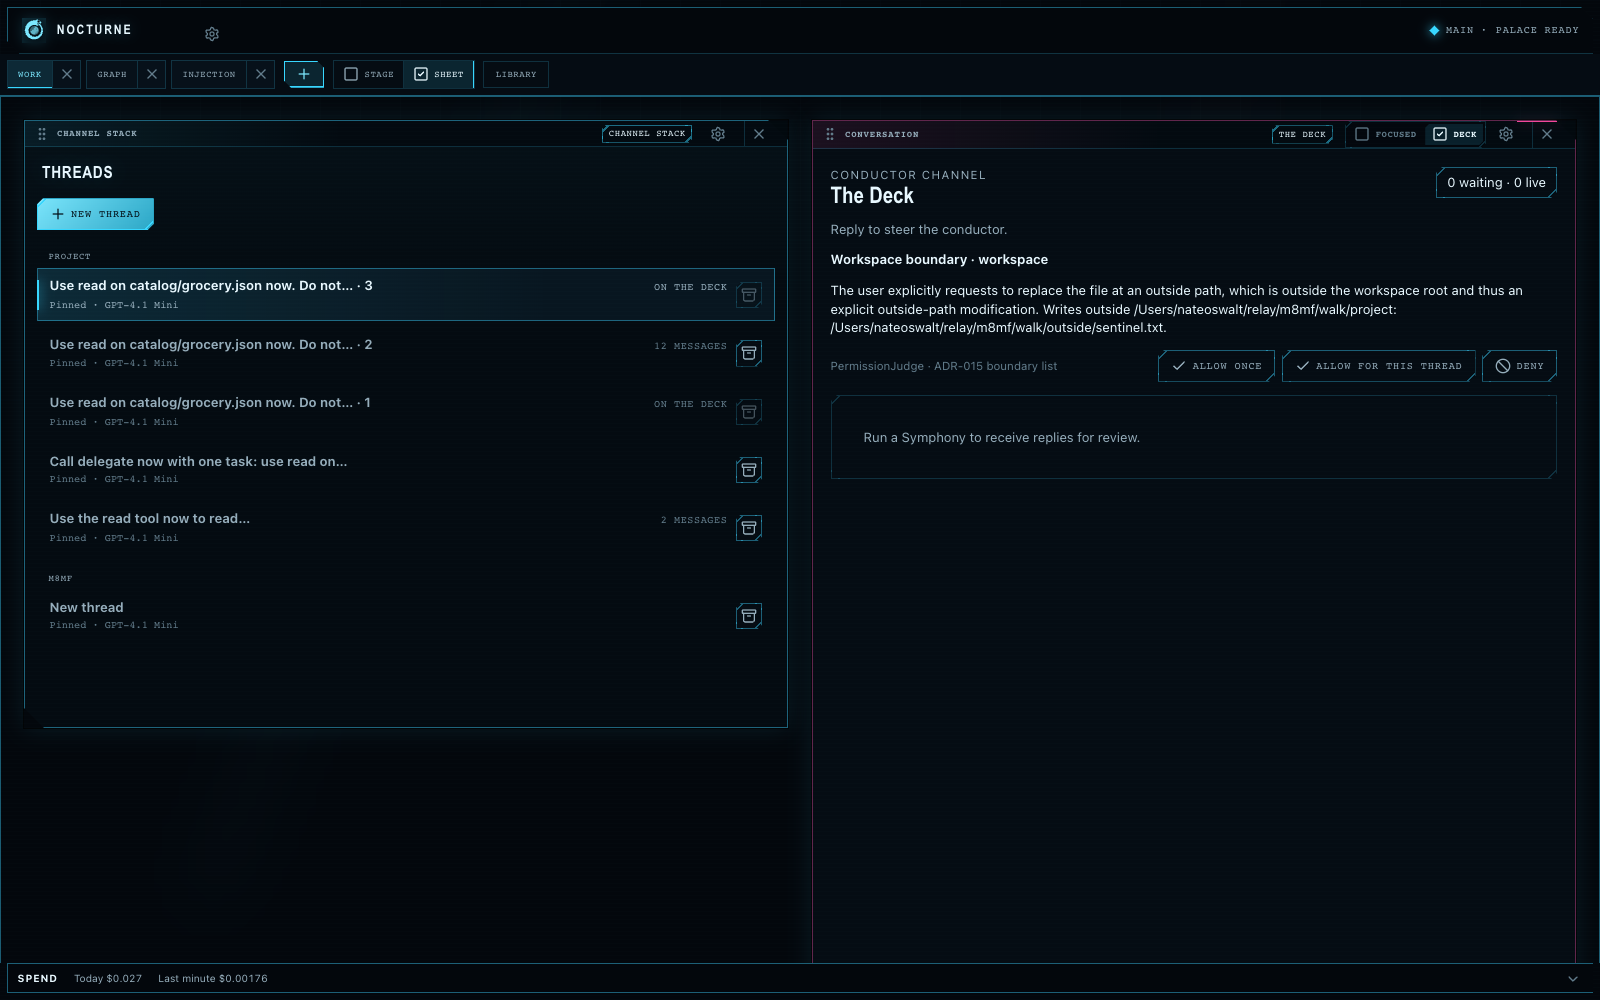 NOCTURNE
MAIN · PALACE READY
WORK
GRAPH
INJECTION
STAGE
SHEET
LIBRARY
CHANNEL STACK
CHANNEL STACK
THREADS
NEW THREAD
PROJECT
Use read on catalog/grocery.json now. Do not... · 3
ON THE DECK
Pinned · GPT-4.1 Mini
Use read on catalog/grocery.json now. Do not... · 2
12 MESSAGES
Pinned · GPT-4.1 Mini
Use read on catalog/grocery.json now. Do not... · 1
ON THE DECK
Pinned · GPT-4.1 Mini
Call delegate now with one task: use read on...
Pinned · GPT-4.1 Mini
Use the read tool now to read...
2 MESSAGES
Pinned · GPT-4.1 Mini
M8MF
New thread
Pinned · GPT-4.1 Mini
CONVERSATION
THE DECK
FOCUSED
DECK
CONDUCTOR CHANNEL
The Deck
0 waiting · 0 live
Reply to steer the conductor.
Workspace boundary · workspace
The user explicitly requests to replace the file at an outside path, which is outside the workspace root and thus an
explicit outside-path modification. Writes outside /Users/nateoswalt/relay/m8mf/walk/project:
/Users/nateoswalt/relay/m8mf/walk/outside/sentinel.txt.
PermissionJudge · ADR-015 boundary list
ALLOW ONCE
ALLOW FOR THIS THREAD
DENY
Run a Symphony to receive replies for review.
SPEND
Today $0.027
Last minute $0.00176